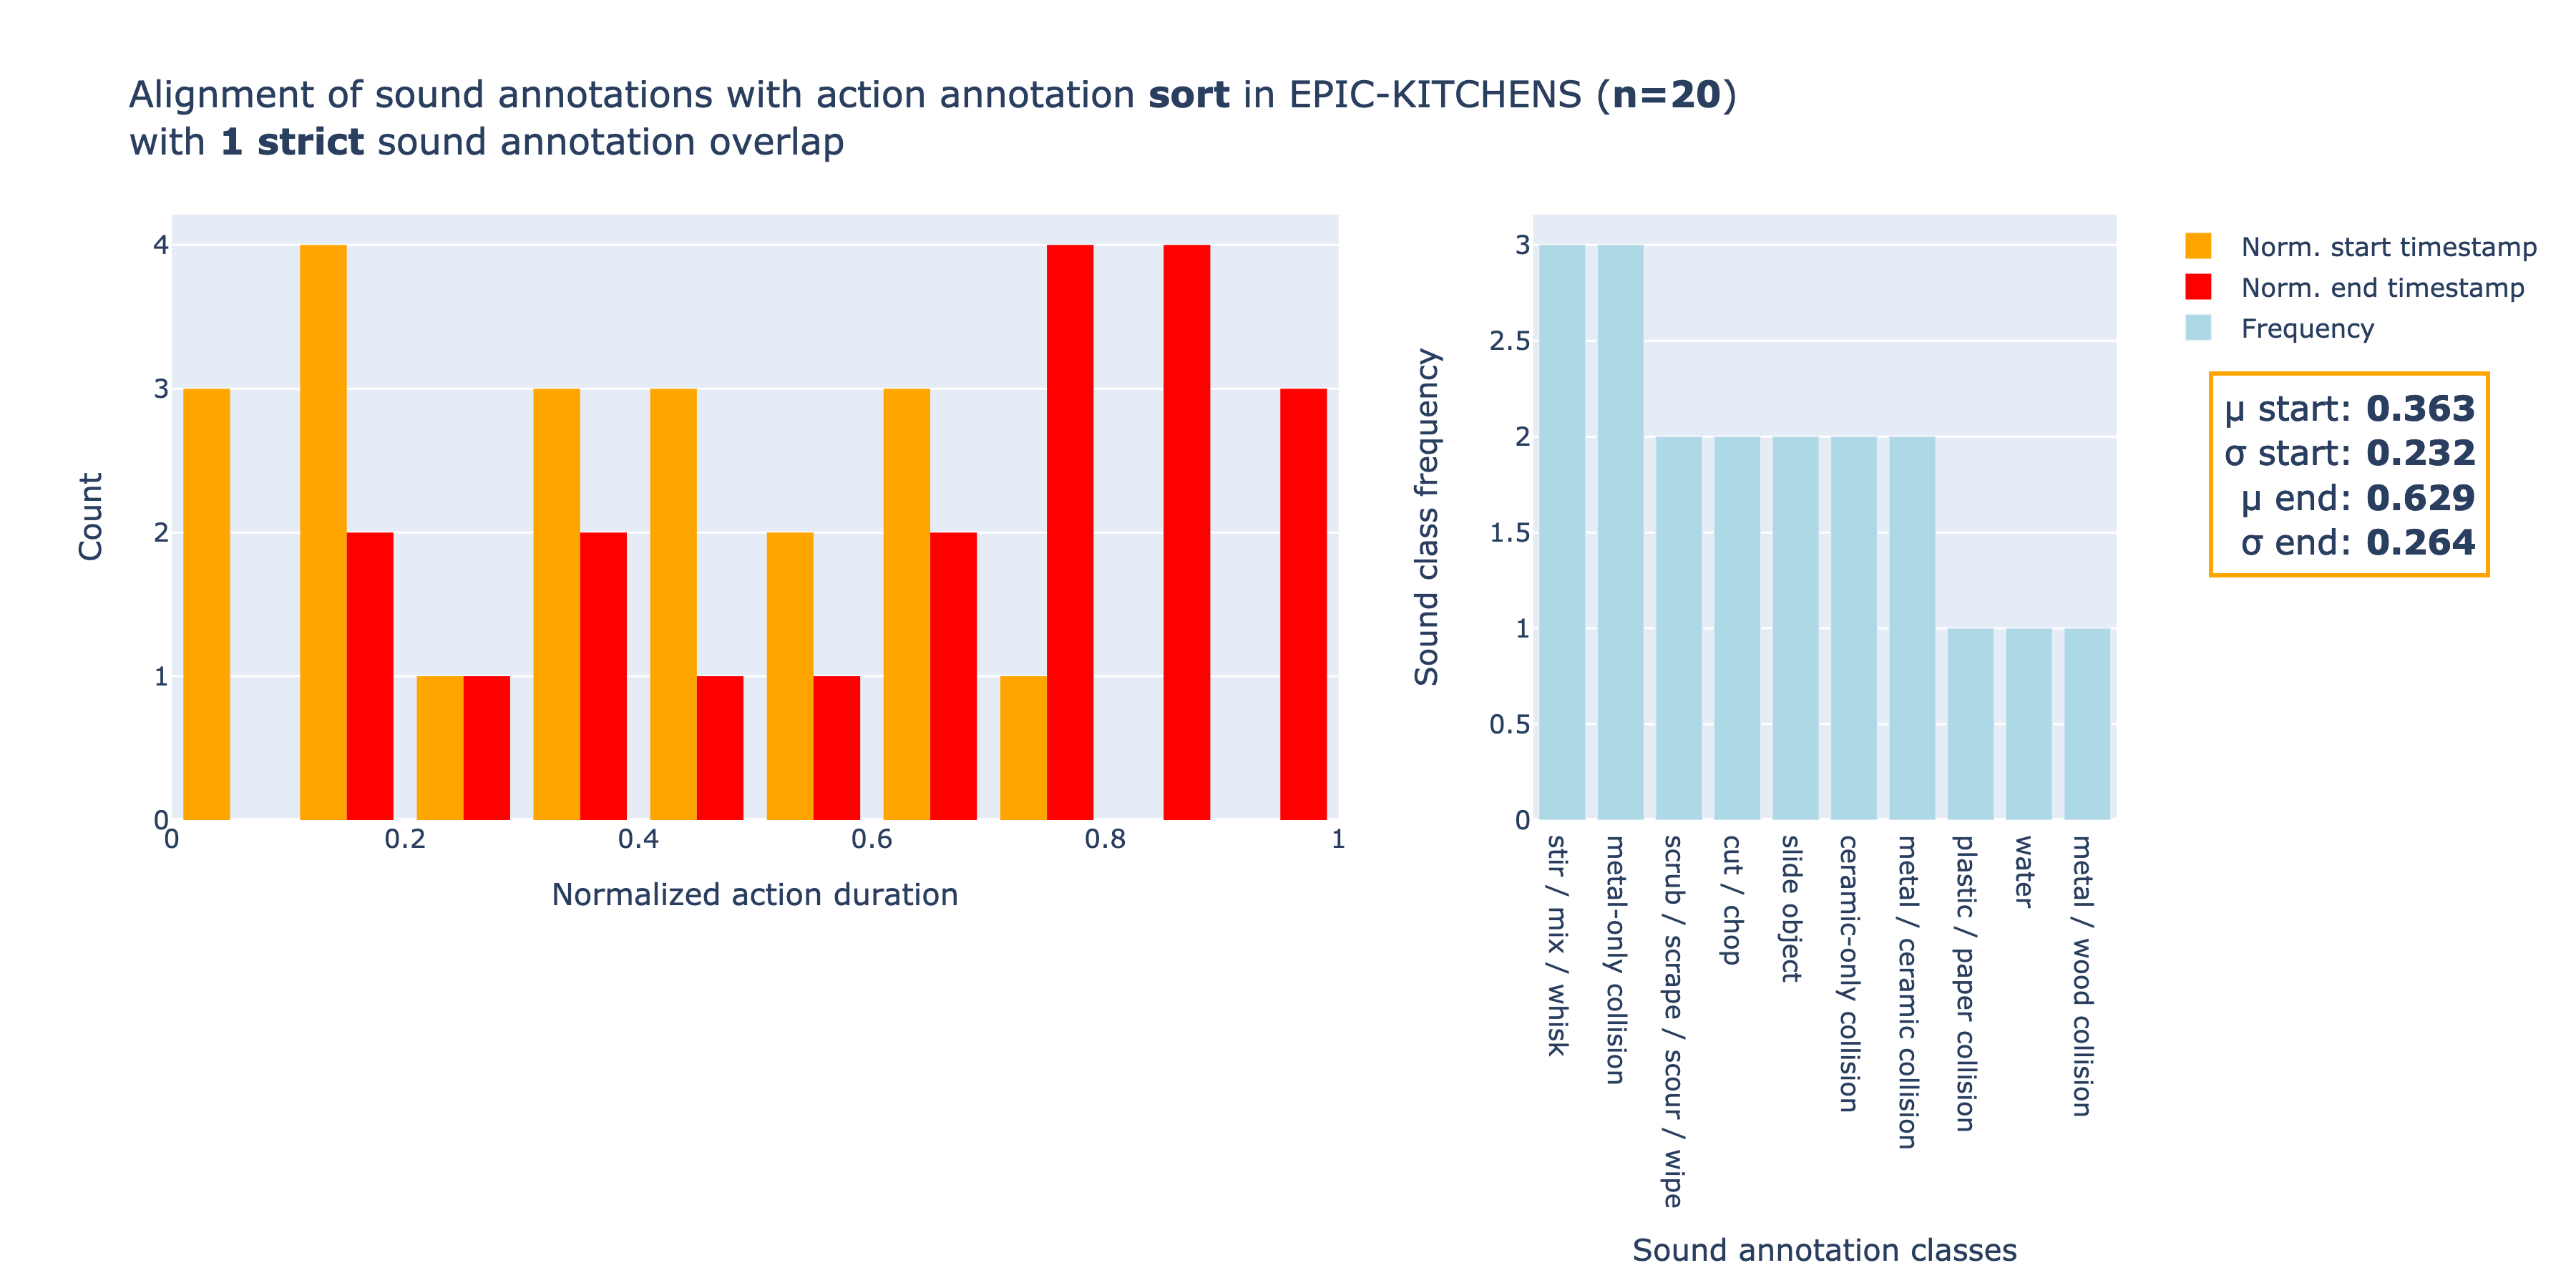 Alignment of sound annotations with action annotation sort in EPIC-KITCHENS (n=20)
with 1 strict sound annotation overlap
4
3
2
1
0
Count
0
0.2
0.4
0.6
0.8
1
Normalized action duration
3
2.5
2
1.5
1
0.5
0
Sound class frequency
stir / mix / whisk
metal-only collision
scrub / scrape / scour / wipe
cut / chop
slide object
ceramic-only collision
metal / ceramic collision
plastic / paper collision
water
metal / wood collision
Sound annotation classes
Norm. start timestamp
Norm. end timestamp
Frequency
μ start: 0.363
σ start: 0.232
μ end: 0.629
σ end: 0.264